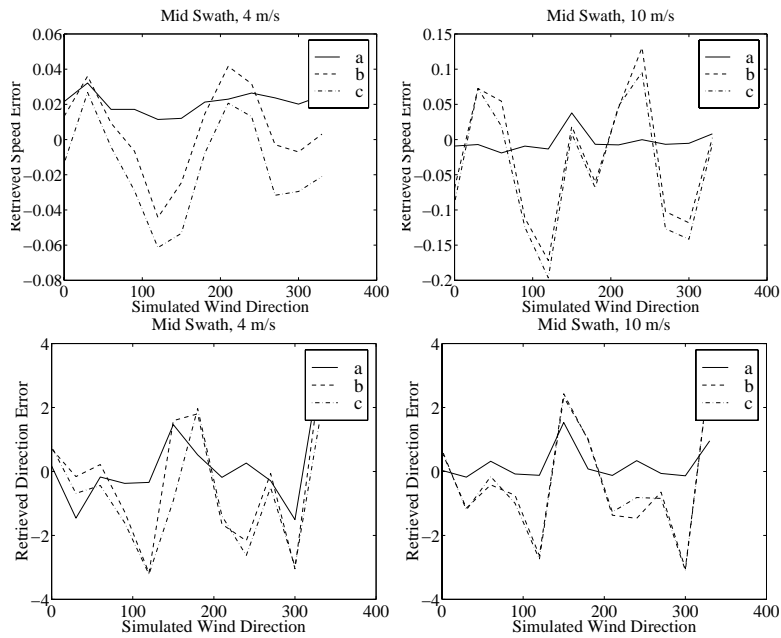 Mid Swath, 4 m/s
0.06
0.04
0.02
0
−0.02
−0.04
−0.06
−0.08
0
100
200
300
400
Retrieved Speed Error
Simulated Wind Direction
a
b
c
Mid Swath, 10 m/s
0.15
0.1
0.05
0
−0.05
−0.1
−0.15
−0.2
0
100
200
300
400
Retrieved Speed Error
Simulated Wind Direction
a
b
c
Mid Swath, 4 m/s
4
2
0
−2
−4
0
100
200
300
400
Retrieved Direction Error
Simulated Wind Direction
a
b
c
Mid Swath, 10 m/s
4
2
0
−2
−4
0
100
200
300
400
Retrieved Direction Error
Simulated Wind Direction
a
b
c